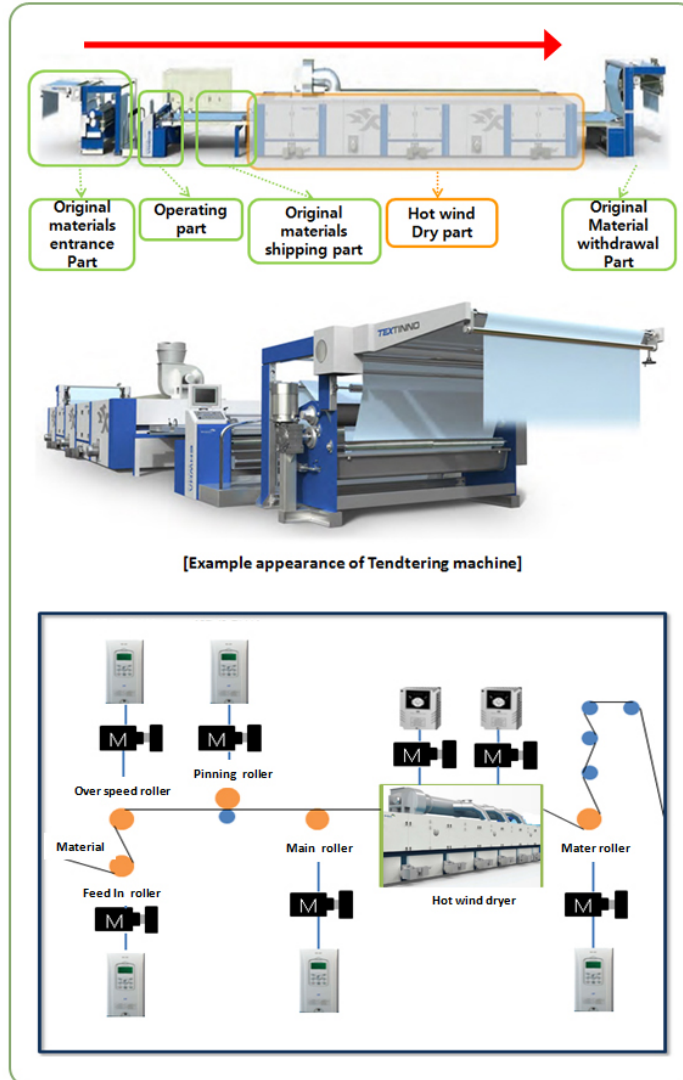 Original
materials
entrance
Part
Operating
part
Original
materials
shipping part
Hot wind
Dry part
Original
Material
withdrawal
Part
TEXTINNO
[Example appearance of Tendtering machine]
M
M
Over speed roller
Pinning roller
M
M
Material
Feed In roller
Main roller
Hot wind dryer
Mater roller
M
M
M